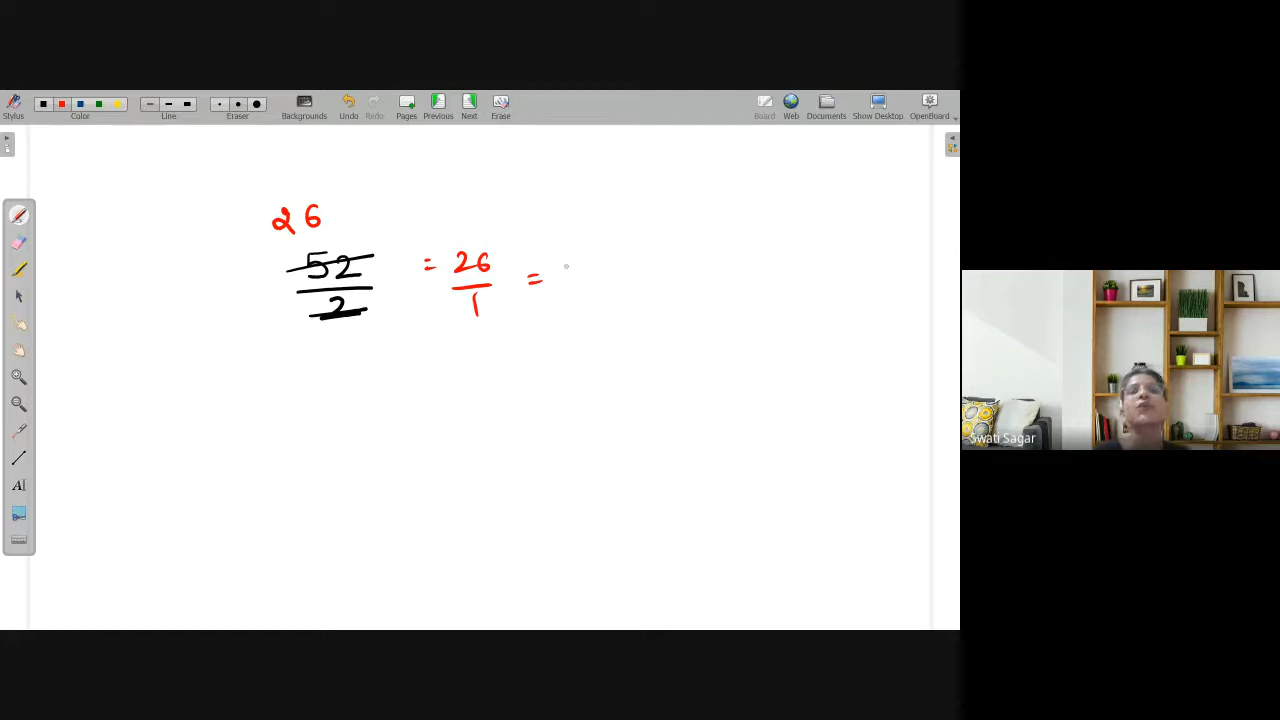 Stylus Color Line Eraser Backgrounds Undo Redo Pages Previous Next Erase Board Web Documents Show Desktop OpenBoard
26
52 = 26 =
2 1
Swati Sagar